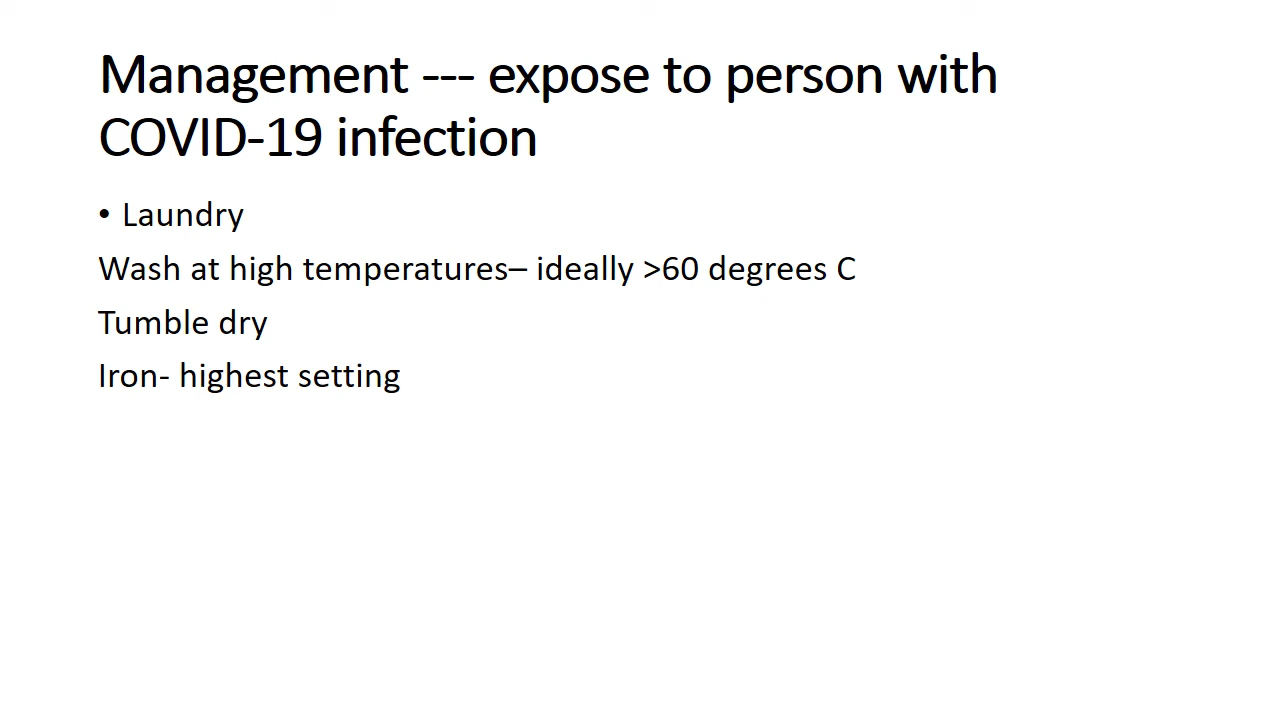 Management --- expose to person with
COVID-19 infection
• Laundry
Wash at high temperatures– ideally >60 degrees C
Tumble dry
Iron- highest setting